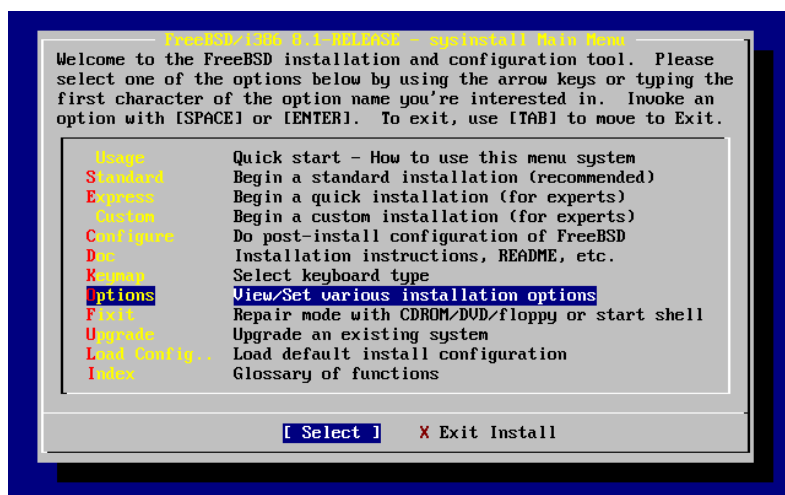 FreeBSD/i386 8.1-RELEASE - sysinstall Main Menu
Welcome to the FreeBSD installation and configuration tool.  Please
select one of the options below by using the arrow keys or typing the
first character of the option name you're interested in.  Invoke an
option with [SPACE] or [ENTER].  To exit, use [TAB] to move to Exit.
Usage Quick start - How to use this menu system
Standard Begin a standard installation (recommended)
Express Begin a quick installation (for experts)
Custom Begin a custom installation (for experts)
Configure Do post-install configuration of FreeBSD
Doc Installation instructions, README, etc.
Keymap Select keyboard type
Options View/Set various installation options
Fixit Repair mode with CDROM/DVD/floppy or start shell
Upgrade Upgrade an existing system
Load Config.. Load default install configuration
Index Glossary of functions
[ Select ] X Exit Install